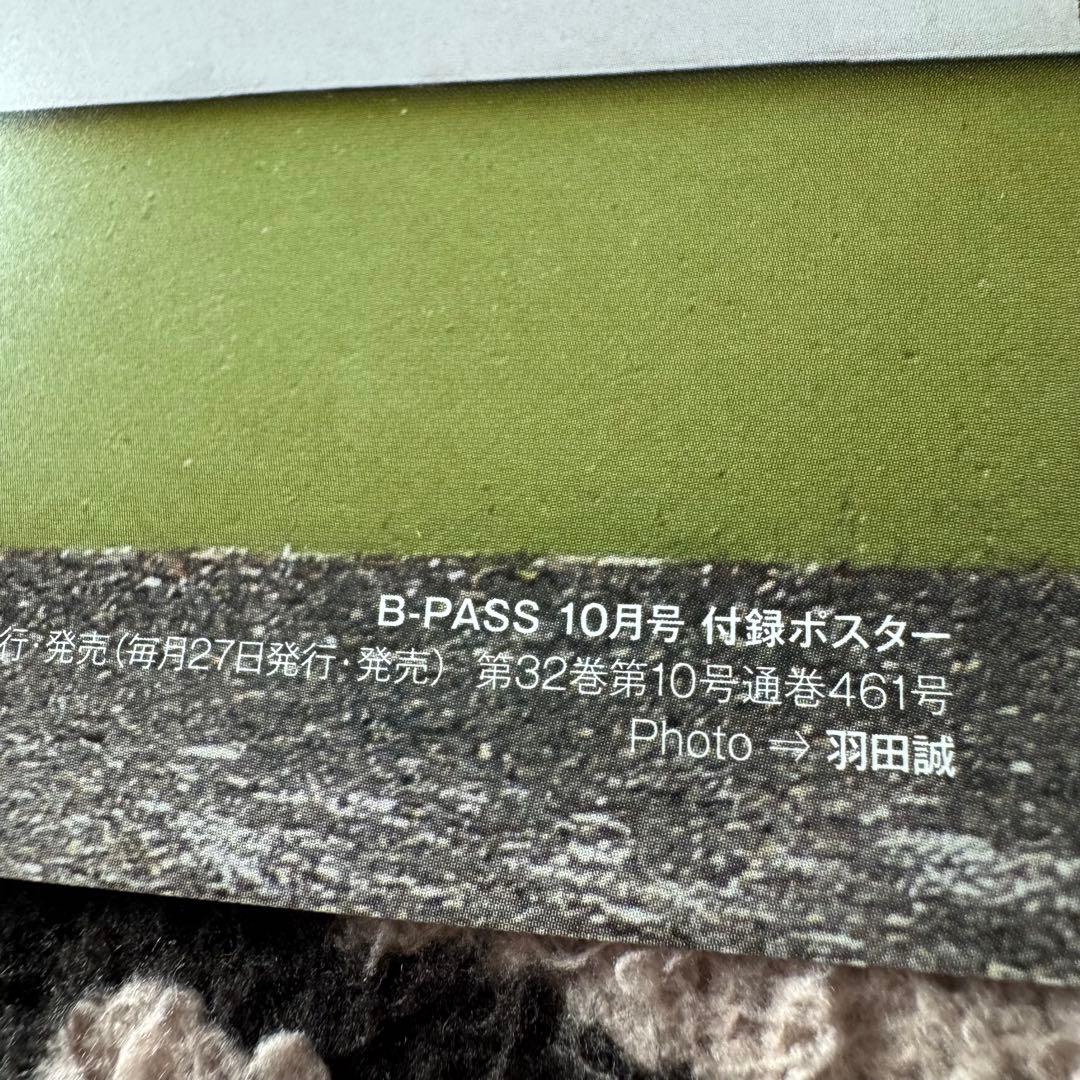 B-PASS 10月号 付録ポスター
行・発売(毎月27日発行・発売) 第32巻第10号通巻461号
Photo ⇒ 羽田誠